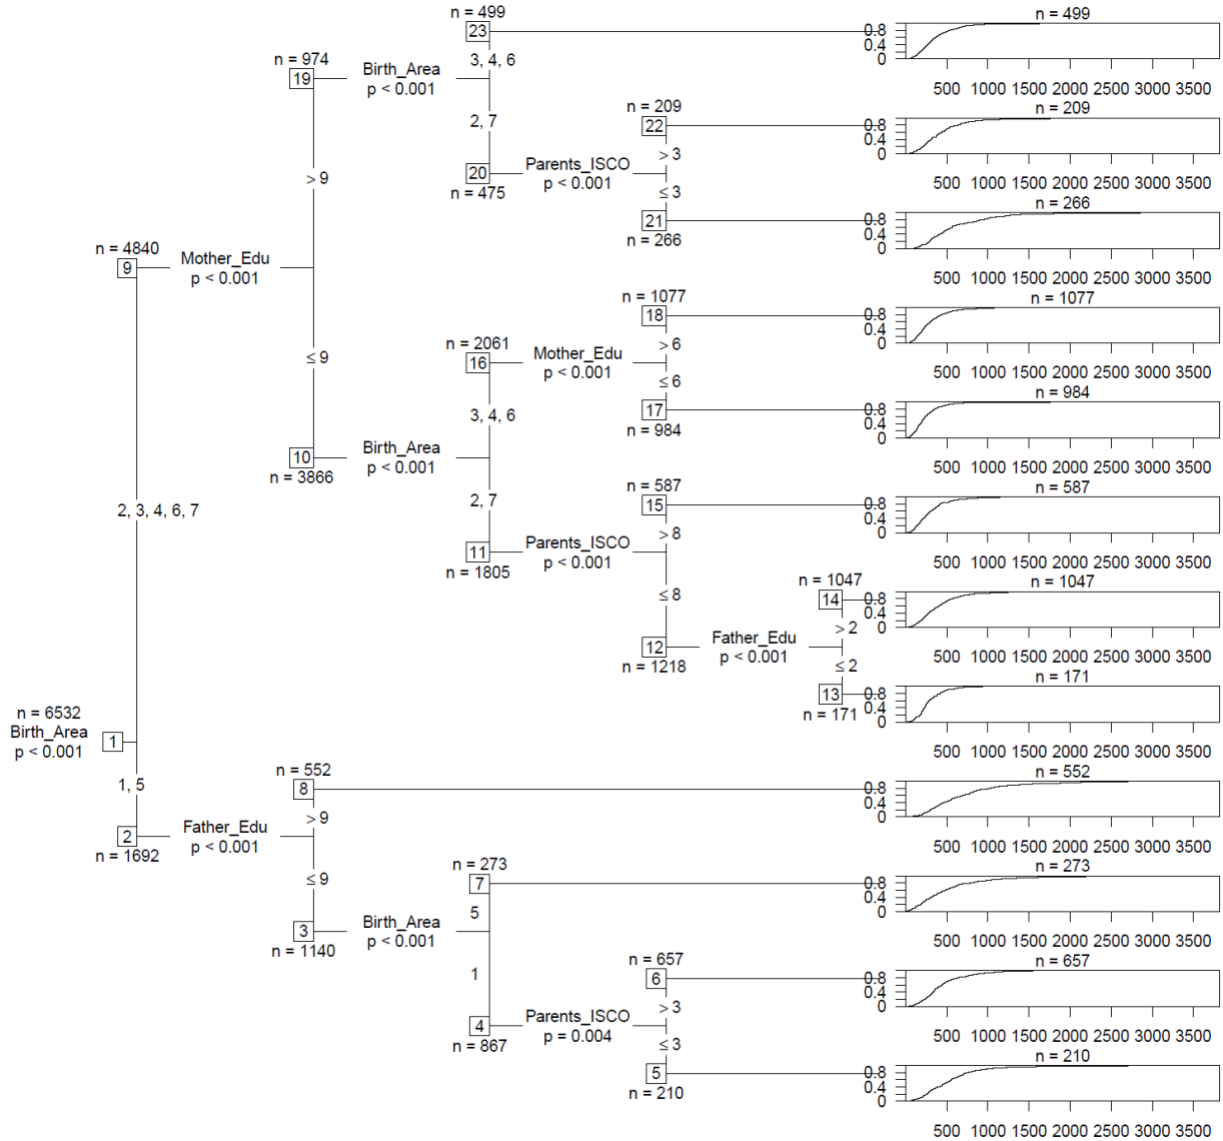 n = 499
23
3, 4, 6
n = 974
19
Birth_Area
p < 0.001
2, 7
n = 209
22
> 3
20
n = 475
Parents_ISCO
p < 0.001
≤ 3
21
n = 266
> 9
n = 4840
9
Mother_Edu
p < 0.001
≤ 9
n = 1077
18
> 6
n = 2061
16
Mother_Edu
p < 0.001
≤ 6
17
n = 984
3, 4, 6
10
n = 3866
Birth_Area
p < 0.001
2, 7
n = 587
15
> 8
11
n = 1805
Parents_ISCO
p < 0.001
≤ 8
n = 1047
14
> 2
12
n = 1218
Father_Edu
p < 0.001
≤ 2
13
n = 171
2, 3, 4, 6, 7
n = 6532
Birth_Area
p < 0.001
1
1, 5
n = 552
8
> 9
2
n = 1692
Father_Edu
p < 0.001
≤ 9
n = 273
7
5
3
n = 1140
Birth_Area
p < 0.001
1
n = 657
6
> 3
4
n = 867
Parents_ISCO
p = 0.004
≤ 3
5
n = 210
n = 499
0.8
0.4
0
500 1000 1500 2000 2500 3000 3500
n = 209
0.8
0.4
0
500 1000 1500 2000 2500 3000 3500
n = 266
0.8
0.4
0
500 1000 1500 2000 2500 3000 3500
n = 1077
0.8
0.4
0
500 1000 1500 2000 2500 3000 3500
n = 984
0.8
0.4
0
500 1000 1500 2000 2500 3000 3500
n = 587
0.8
0.4
0
500 1000 1500 2000 2500 3000 3500
n = 1047
0.8
0.4
0
500 1000 1500 2000 2500 3000 3500
n = 171
0.8
0.4
0
500 1000 1500 2000 2500 3000 3500
n = 552
0.8
0.4
0
500 1000 1500 2000 2500 3000 3500
n = 273
0.8
0.4
0
500 1000 1500 2000 2500 3000 3500
n = 657
0.8
0.4
0
500 1000 1500 2000 2500 3000 3500
n = 210
0.8
0.4
0
500 1000 1500 2000 2500 3000 3500